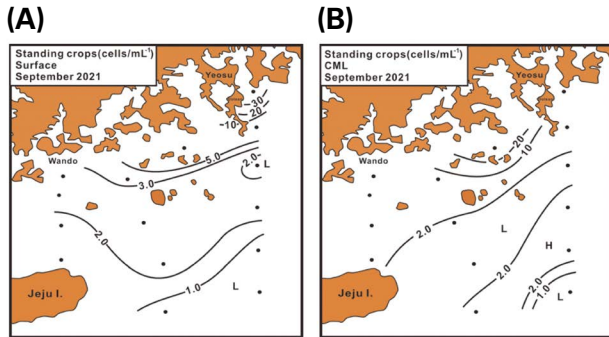 (A)
Standing crops(cells/mL⁻¹)
Surface
September 2021
Yeosu
30
20
10
Wando
5.0
3.0
2.0
L
2.0
1.0
L
Jeju I.
(B)
Standing crops(cells/mL⁻¹)
CML
September 2021
Yeosu
20
10
Wando
2.0
L
H
2.0
2.0
1.0
L
Jeju I.